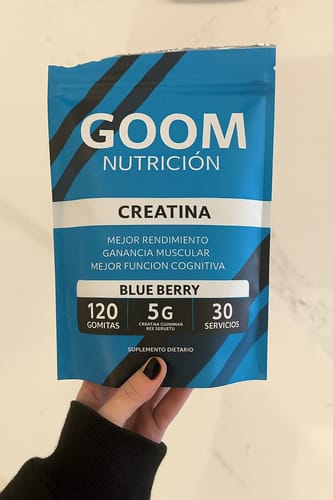 GOOM
NUTRICIÓN
CREATINA
MEJOR RENDIMIENTO
GANANCIA MUSCULAR
MEJOR FUNCION COGNITIVA
BLUE BERRY
120
GOMITAS
5G
30
SERVICIOS
SUPLEMENTO DIETARIO